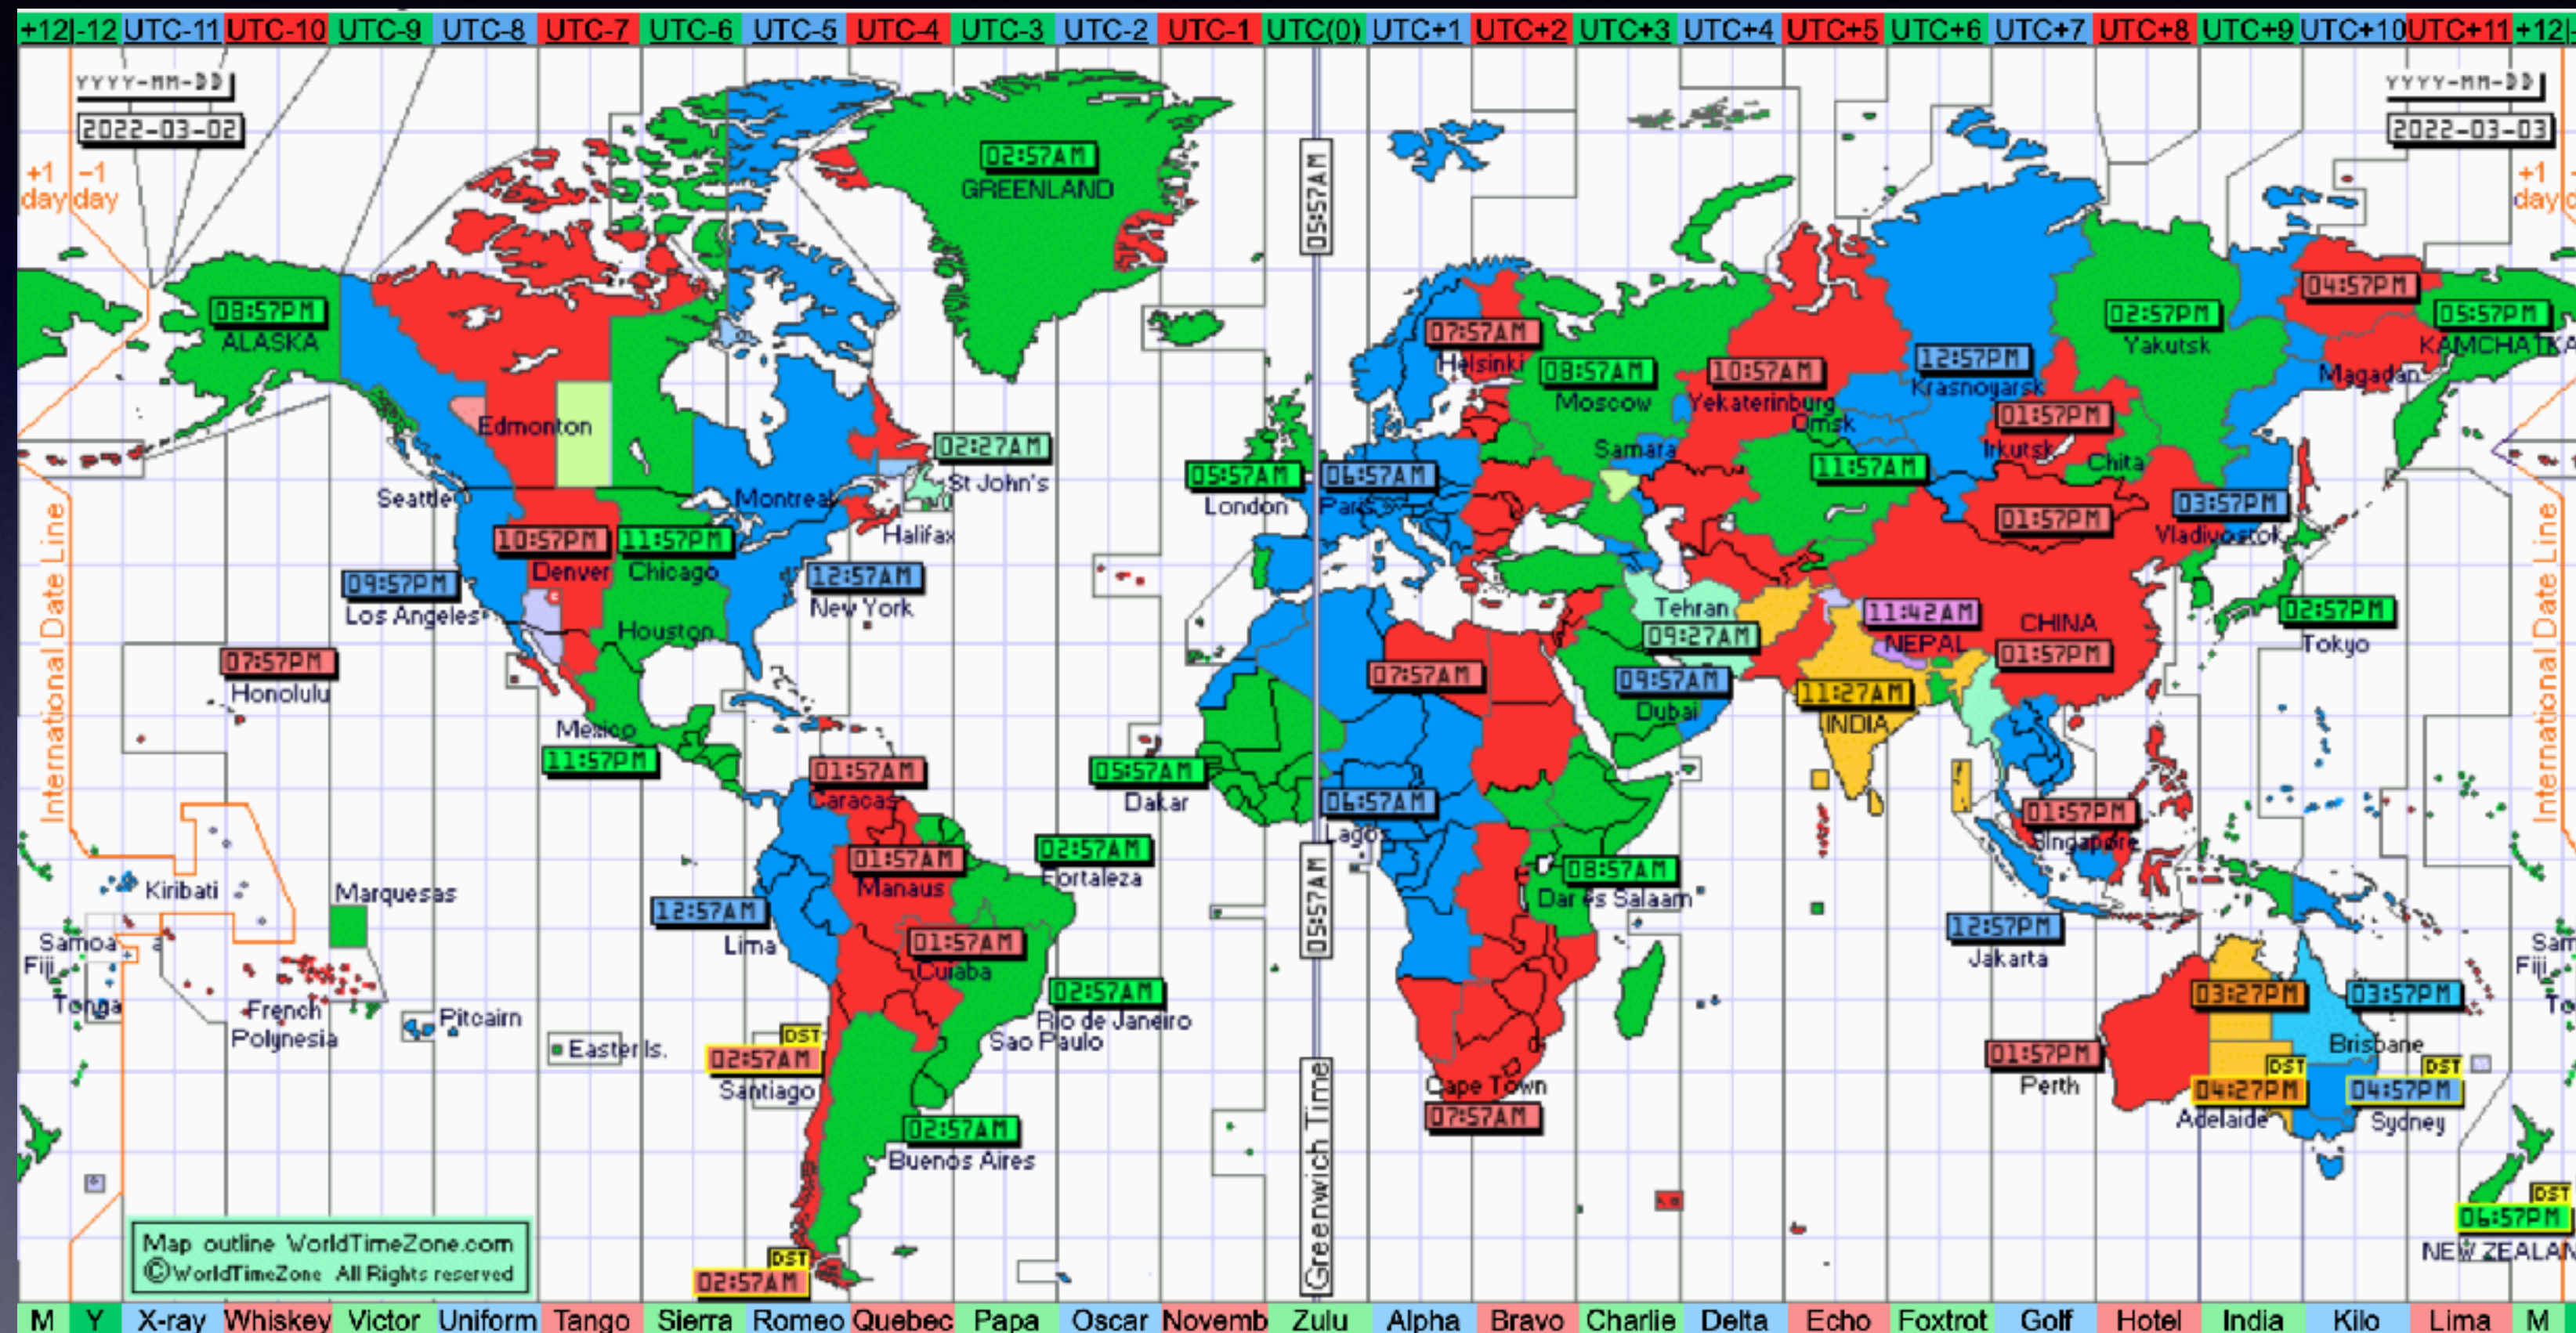 +12|-12 UTC-11 UTC-10 UTC-9 UTC-8 UTC-7 UTC-6 UTC-5 UTC-4 UTC-3 UTC-2 UTC-1 UTC(0) UTC+1 UTC+2 UTC+3 UTC+4 UTC+5 UTC+6 UTC+7 UTC+8 UTC+9 UTC+10 UTC+11 +12|-
YYYY-MM-DD
2022-03-02
YYYY-MM-DD
2022-03-03
+1 day
-1 day
+1 day
International Date Line
International Date Line
02:57AM
GREENLAND
05:57AM
08:57PM
ALASKA
07:57AM
Helsinki
08:57AM
Moscow
10:57AM
Yekaterinburg
Omsk
12:57PM
Krasnoyarsk
02:57PM
Yakutsk
04:57PM
Magadan
05:57PM
KAMCHATKA
01:57PM
Irkutsk
Chita
Samara
11:57AM
Edmonton
02:27AM
St John's
Halifax
Seattle
Montreal
05:57AM
London
06:57AM
Paris
01:57PM
03:57PM
Vladivostok
10:57PM
Denver
11:57PM
Chicago
12:57AM
New York
09:57PM
Los Angeles
Houston
07:57PM
Honolulu
Mexico
11:57PM
Tehran
09:27AM
11:42AM
NEPAL
CHINA
01:57PM
02:57PM
Tokyo
07:57AM
09:57AM
Dubai
11:27AM
INDIA
01:57AM
Caracas
05:57AM
Dakar
06:57AM
Lagos
01:57PM
Singapore
01:57AM
Manaus
02:57AM
Fortaleza
08:57AM
Dar es Salaam
Kiribati
Marquesas
12:57AM
Lima
01:57AM
Cuiaba
05:57AM
12:57PM
Jakarta
Samoa
Fiji
Tonga
French
Polynesia
Pitcairn
Easter Is.
02:57AM
Rio de Janeiro
Sao Paulo
DST
02:57AM
Santiago
02:57AM
Buenos Aires
Cape Town
07:57AM
Greenwich Time
03:27PM
03:57PM
Brisbane
01:57PM
Perth
DST
04:27PM
Adelaide
DST
04:57PM
Sydney
Sam
Fiji
To
DST
06:57PM
NEW ZEALAN
DST
02:57AM
Map outline WorldTimeZone.com
©WorldTimeZone All Rights reserved
M Y X-ray Whiskey Victor Uniform Tango Sierra Romeo Quebec Papa Oscar Novemb Zulu Alpha Bravo Charlie Delta Echo Foxtrot Golf Hotel India Kilo Lima M